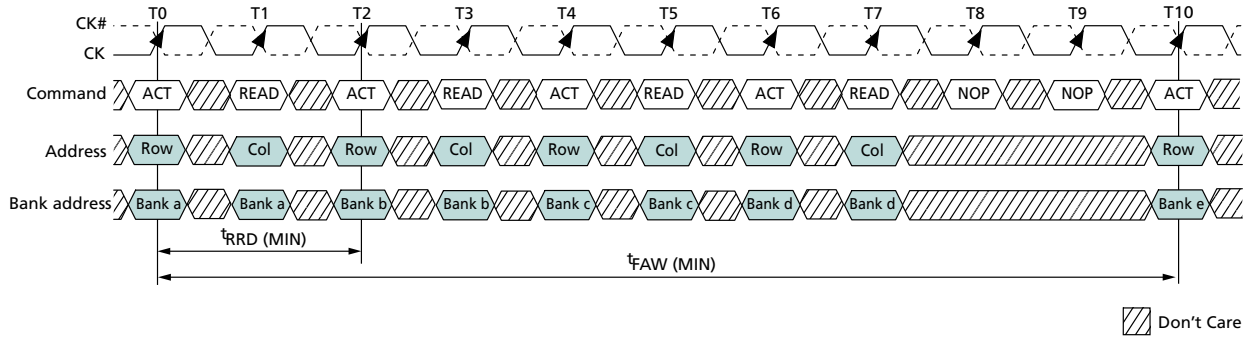 T0 T1 T2 T3 T4 T5 T6 T7 T8 T9 T10
CK#
CK
Command ACT READ ACT READ ACT READ ACT READ NOP NOP ACT
Address Row Col Row Col Row Col Row Col Row
Bank address Bank a Bank a Bank b Bank b Bank c Bank c Bank d Bank d Bank e
tRRD (MIN)
tFAW (MIN)
Don't Care